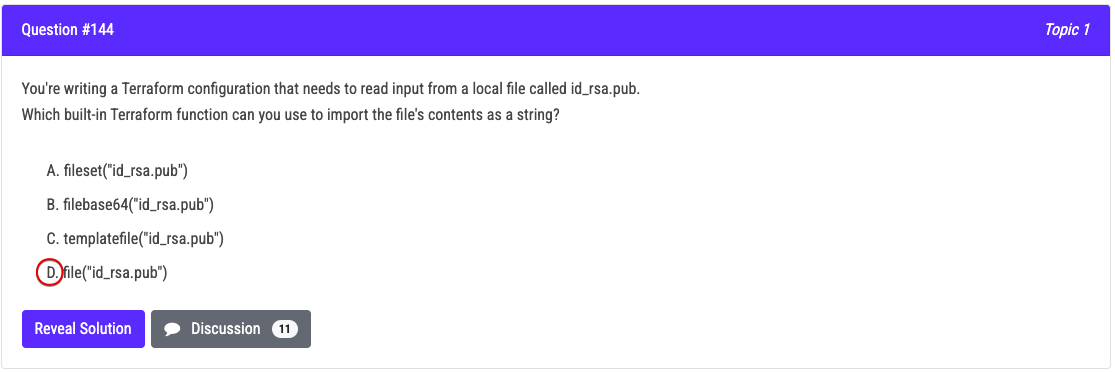 Question #144
Topic 1
You're writing a Terraform configuration that needs to read input from a local file called id_rsa.pub.
Which built-in Terraform function can you use to import the file's contents as a string?
A. fileset("id_rsa.pub")
B. filebase64("id_rsa.pub")
C. templatefile("id_rsa.pub")
D. file("id_rsa.pub")
Reveal Solution
Discussion 11